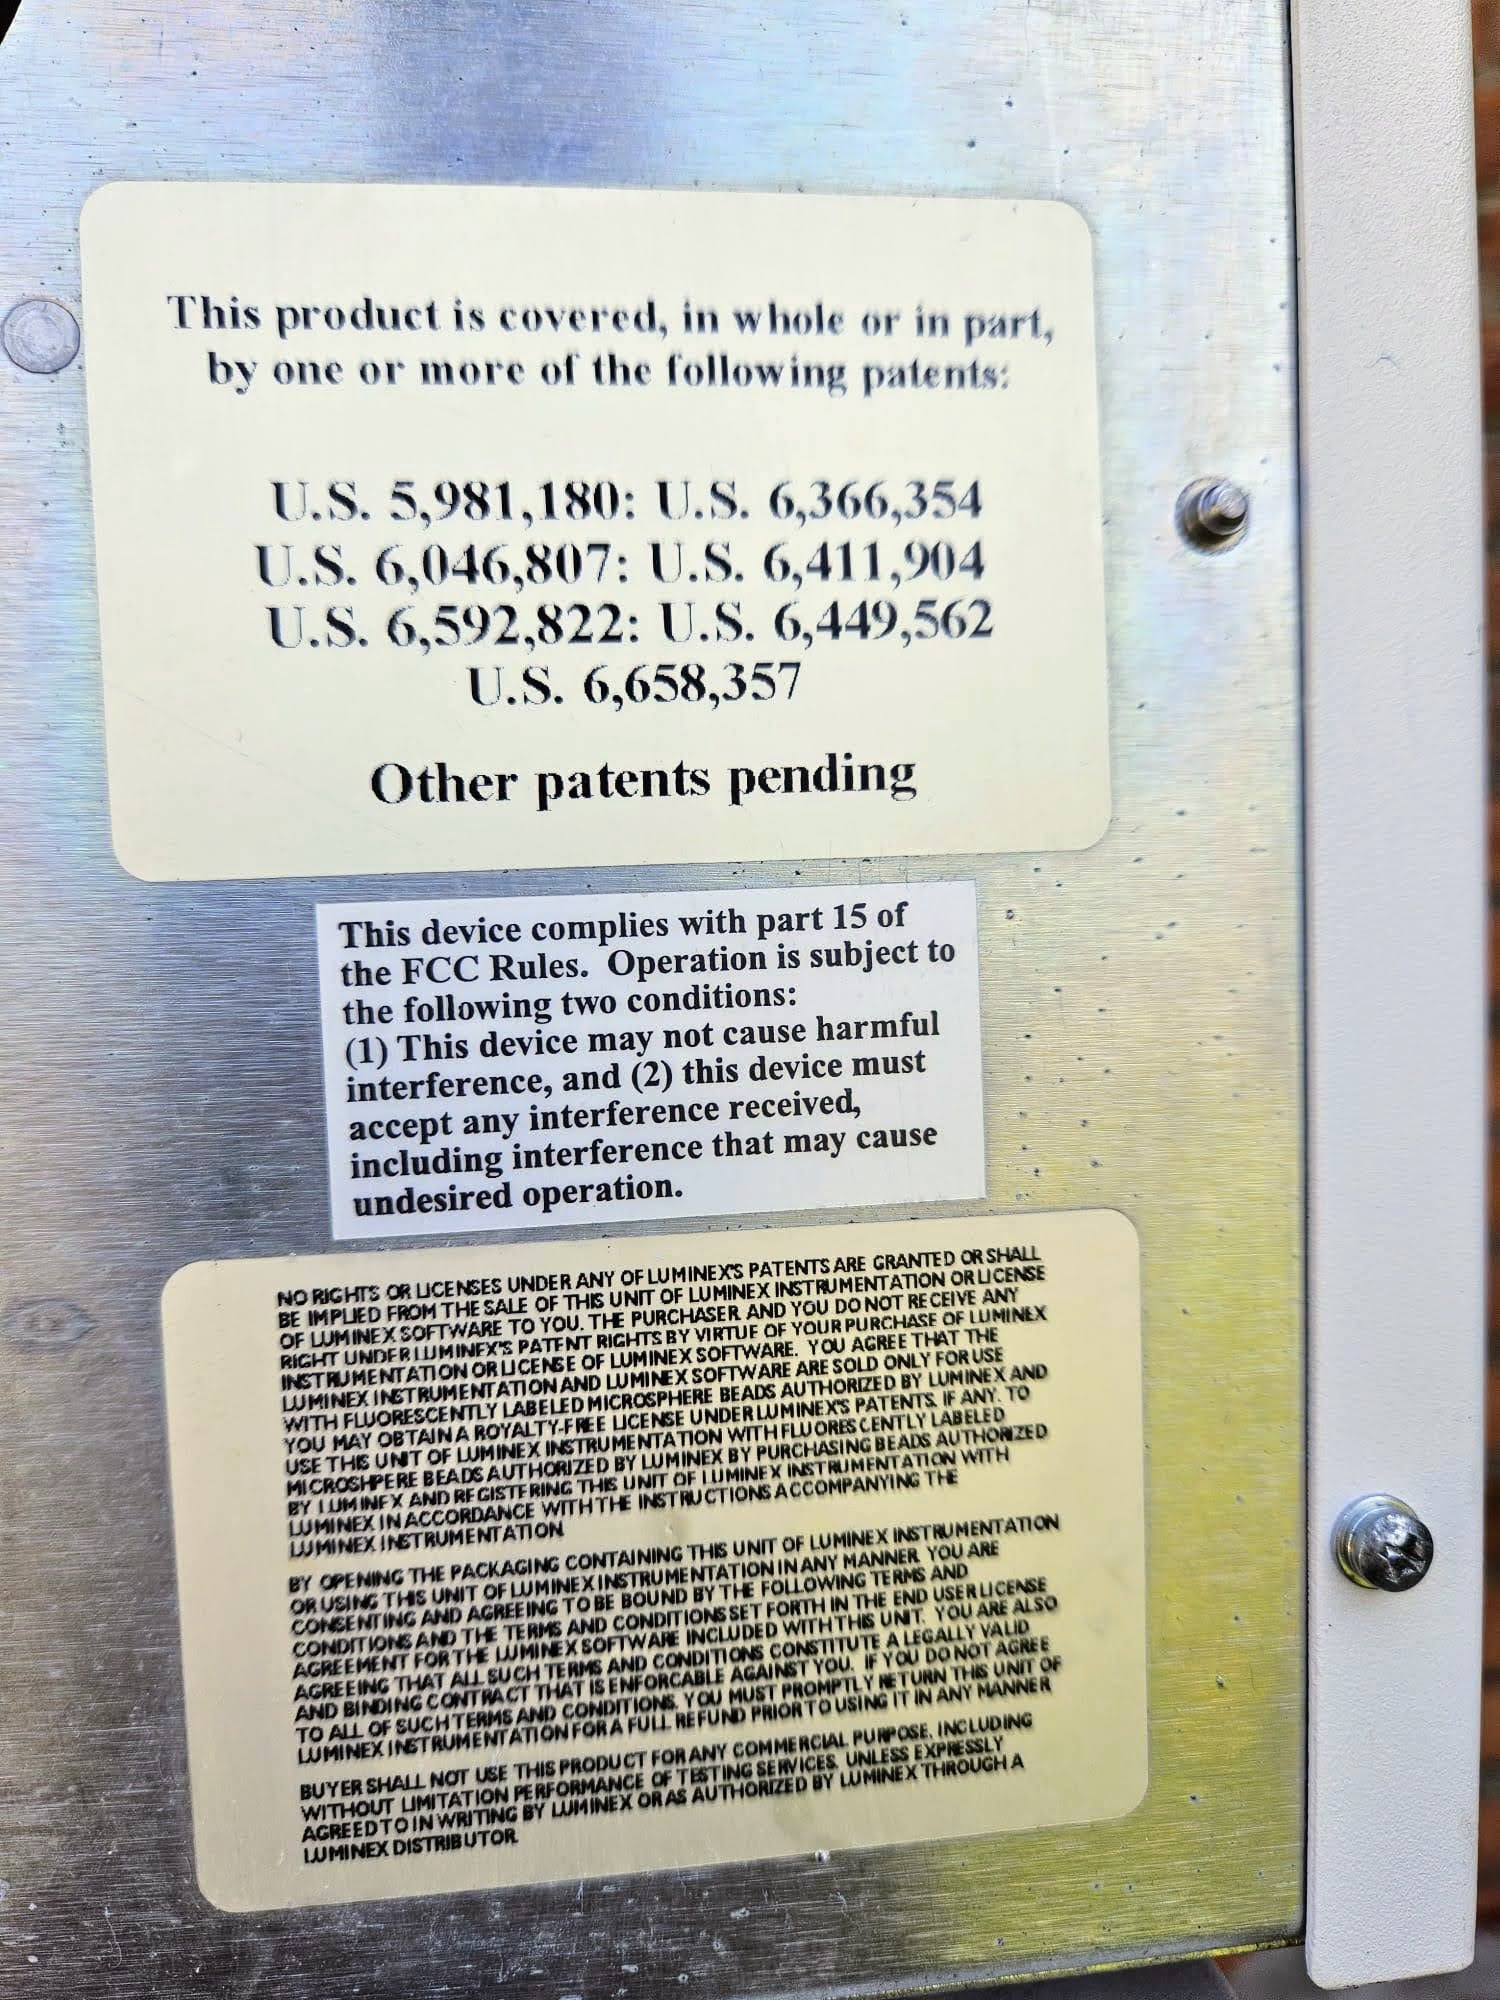 This product is covered, in whole or in part,
by one or more of the following patents:
U.S. 5,981,180: U.S. 6,366,354
U.S. 6,046,807: U.S. 6,411,904
U.S. 6,592,822: U.S. 6,449,562
U.S. 6,658,357
Other patents pending
This device complies with part 15 of
the FCC Rules. Operation is subject to
the following two conditions:
(1) This device may not cause harmful
interference, and (2) this device must
accept any interference received,
including interference that may cause
undesired operation.
NO RIGHTS OR LICENSES UNDER ANY OF LUMINEX'S PATENTS ARE GRANTED OR SHALL
BE IMPLIED FROM THE SALE OF THIS UNIT OF LUMINEX INSTRUMENTATION OR LICENSE
OF LUMINEX SOFTWARE TO YOU. THE PURCHASER AND YOU DO NOT RECEIVE ANY
RIGHT UNDER LUMINEX'S PATENT RIGHTS BY VIRTUE OF YOUR PURCHASE OF LUMINEX
INSTRUMENTATION OR LICENSE OF LUMINEX SOFTWARE. YOU AGREE THAT THE
LUMINEX INSTRUMENTATION AND LUMINEX SOFTWARE ARE SOLD ONLY FOR USE
WITH FLUORESCENTLY LABELED MICROSPHERE BEADS AUTHORIZED BY LUMINEX AND
YOU MAY OBTAIN A ROYALTY-FREE LICENSE UNDER LUMINEX'S PATENTS, IF ANY, TO
USE THIS UNIT OF LUMINEX INSTRUMENTATION WITH FLUORESCENTLY LABELED
MICROSHPERE BEADS AUTHORIZED BY LUMINEX BY PURCHASING BEADS AUTHORIZED
BY LUMINEX AND REGISTERING THIS UNIT OF LUMINEX INSTRUMENTATION WITH
LUMINEX IN ACCORDANCE WITH THE INSTRUCTIONS ACCOMPANYING THE
LUMINEX INSTRUMENTATION.
BY OPENING THE PACKAGING CONTAINING THIS UNIT OF LUMINEX INSTRUMENTATION
OR USING THIS UNIT OF LUMINEX INSTRUMENTATION IN ANY MANNER, YOU ARE
CONSENTING AND AGREEING TO BE BOUND BY THE FOLLOWING TERMS AND
CONDITIONS AND THE TERMS AND CONDITIONS SET FORTH IN THE END USER LICENSE
AGREEMENT FOR THE LUMINEX SOFTWARE INCLUDED WITH THIS UNIT. YOU ARE ALSO
AGREEING THAT ALL SUCH TERMS AND CONDITIONS CONSTITUTE A LEGALLY VALID
AND BINDING CONTRACT THAT IS ENFORCABLE AGAINST YOU. IF YOU DO NOT AGREE
TO ALL OF SUCH TERMS AND CONDITIONS, YOU MUST PROMPTLY RETURN THIS UNIT OF
LUMINEX INSTRUMENTATION FOR A FULL REFUND PRIOR TO USING IT IN ANY MANNER
BUYER SHALL NOT USE THIS PRODUCT FOR ANY COMMERCIAL PURPOSE, INCLUDING
WITHOUT LIMITATION PERFORMANCE OF TESTING SERVICES, UNLESS EXPRESSLY
AGREED TO IN WRITING BY LUMINEX OR AS AUTHORIZED BY LUMINEX THROUGH A
LUMINEX DISTRIBUTOR.